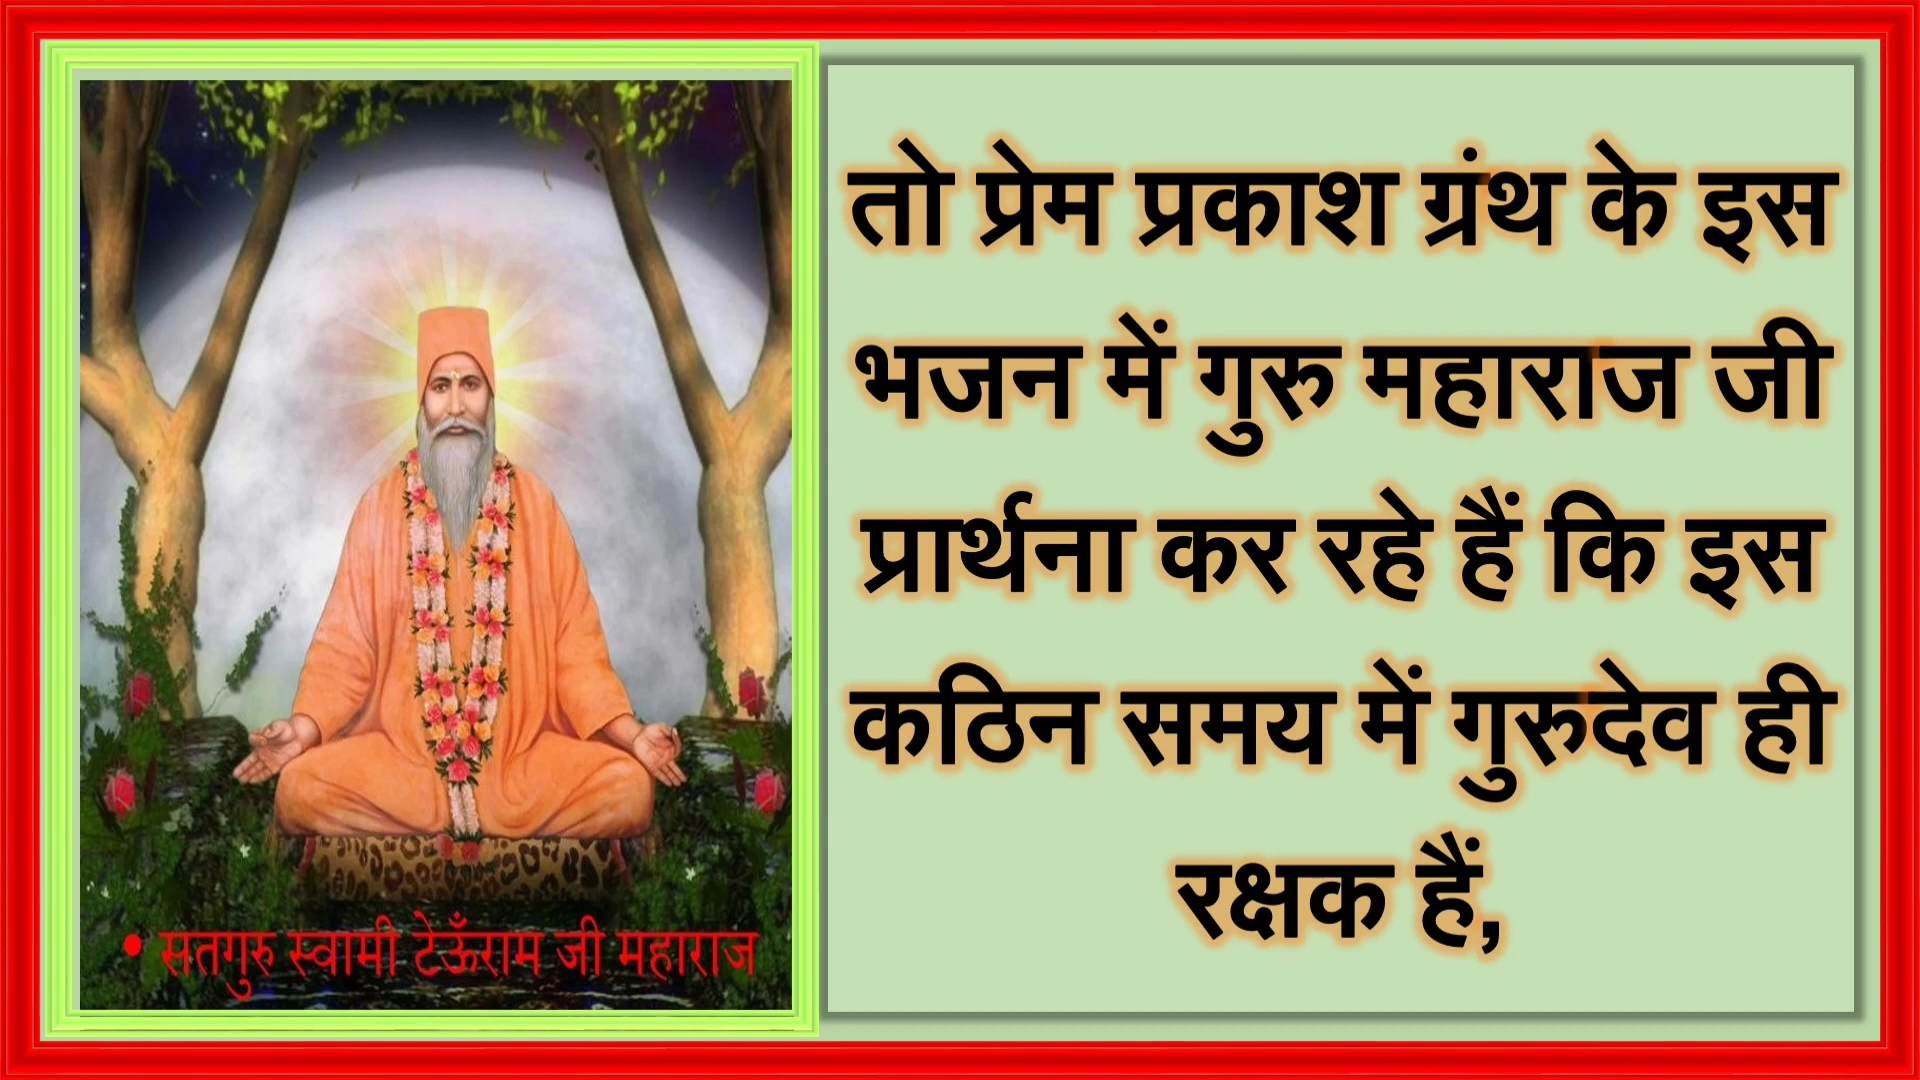 • सतगुरु स्वामी टेऊँराम जी महाराज
तो प्रेम प्रकाश ग्रंथ के इस
भजन में गुरु महाराज जी
प्रार्थना कर रहे हैं कि इस
कठिन समय में गुरुदेव ही
रक्षक हैं,